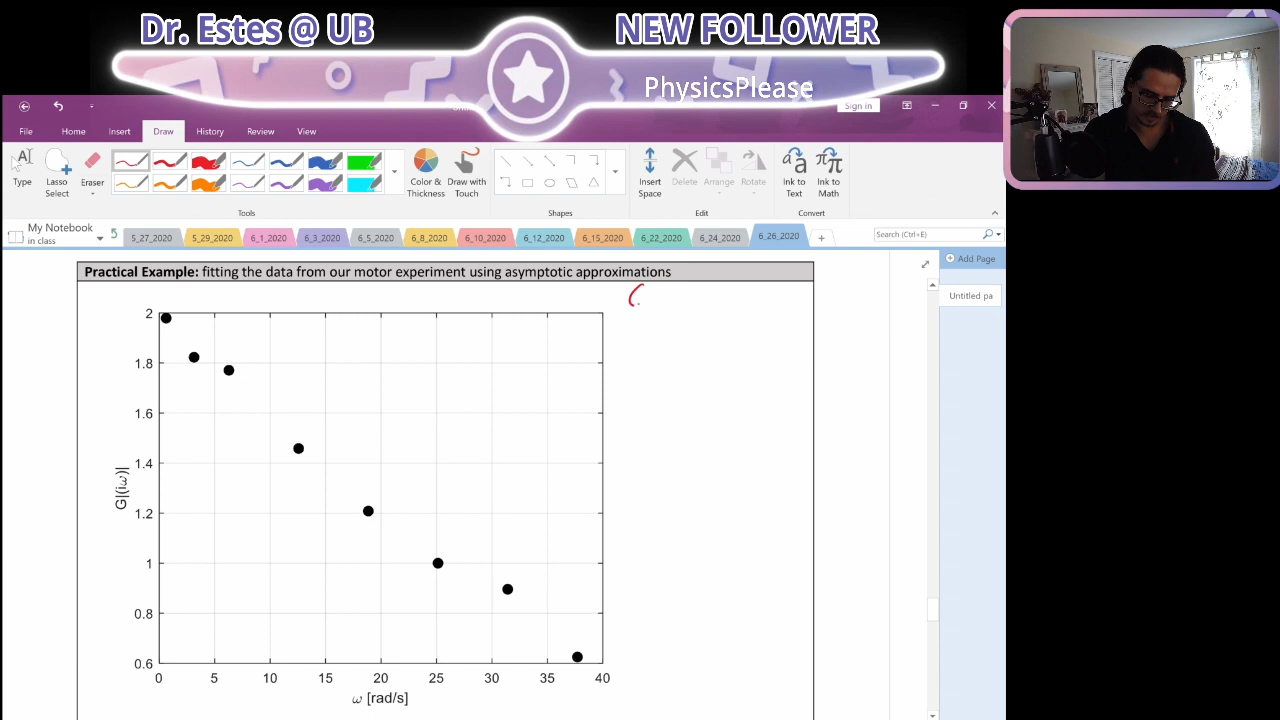 Dr. Estes @ UB
NEW FOLLOWER
PhysicsPlease
Sign in
File Home Insert Draw History Review View
Type
Lasso Select
Eraser
Color & Thickness
Draw with Touch
Insert Space
Delete
Arrange
Rotate
Ink to Text
Ink to Math
Tools
Shapes
Edit
Convert
My Notebook
in class
5_27_2020 5_29_2020 6_1_2020 6_3_2020 6_5_2020 6_8_2020 6_10_2020 6_12_2020 6_15_2020 6_22_2020 6_24_2020 6_26_2020
Search (Ctrl+E)
Add Page
Untitled pa
Practical Example: fitting the data from our motor experiment using asymptotic approximations
2
1.8
1.6
1.4
1.2
1
0.8
0.6
G|(iω)|
0 5 10 15 20 25 30 35 40
ω [rad/s]